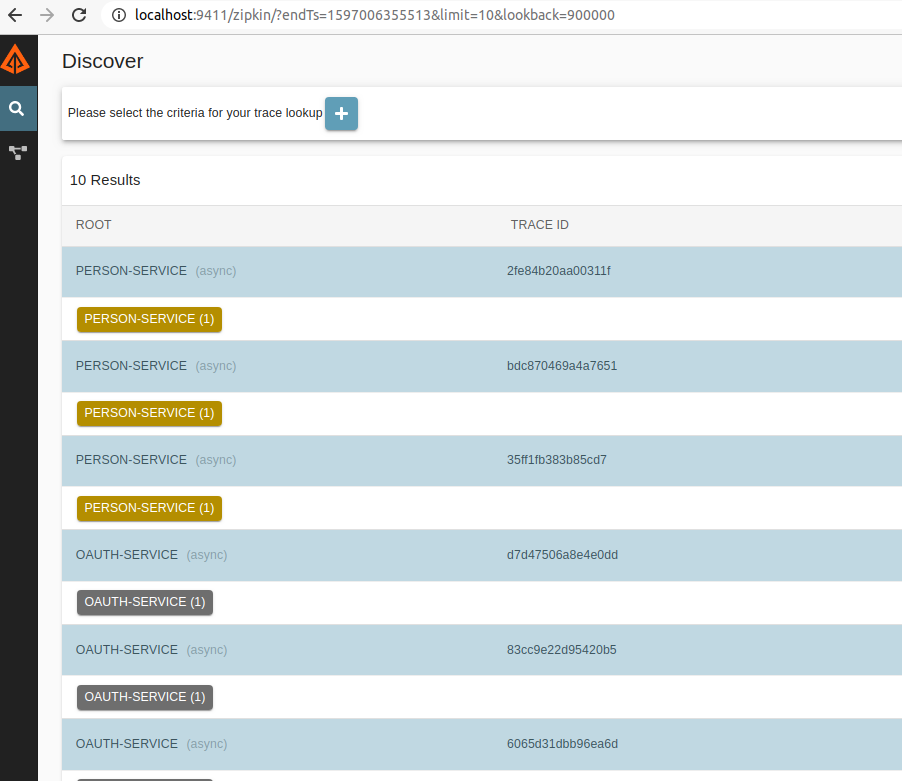 localhost:9411/zipkin/?endTs=1597006355513&limit=10&lookback=900000
Discover
Please select the criteria for your trace lookup +
10 Results
ROOT TRACE ID
PERSON-SERVICE (async) 2fe84b20aa00311f
PERSON-SERVICE (1)
PERSON-SERVICE (async) bdc870469a4a7651
PERSON-SERVICE (1)
PERSON-SERVICE (async) 35ff1fb383b85cd7
PERSON-SERVICE (1)
OAUTH-SERVICE (async) d7d47506a8e4e0dd
OAUTH-SERVICE (1)
OAUTH-SERVICE (async) 83cc9e22d95420b5
OAUTH-SERVICE (1)
OAUTH-SERVICE (async) 6065d31dbb96ea6d